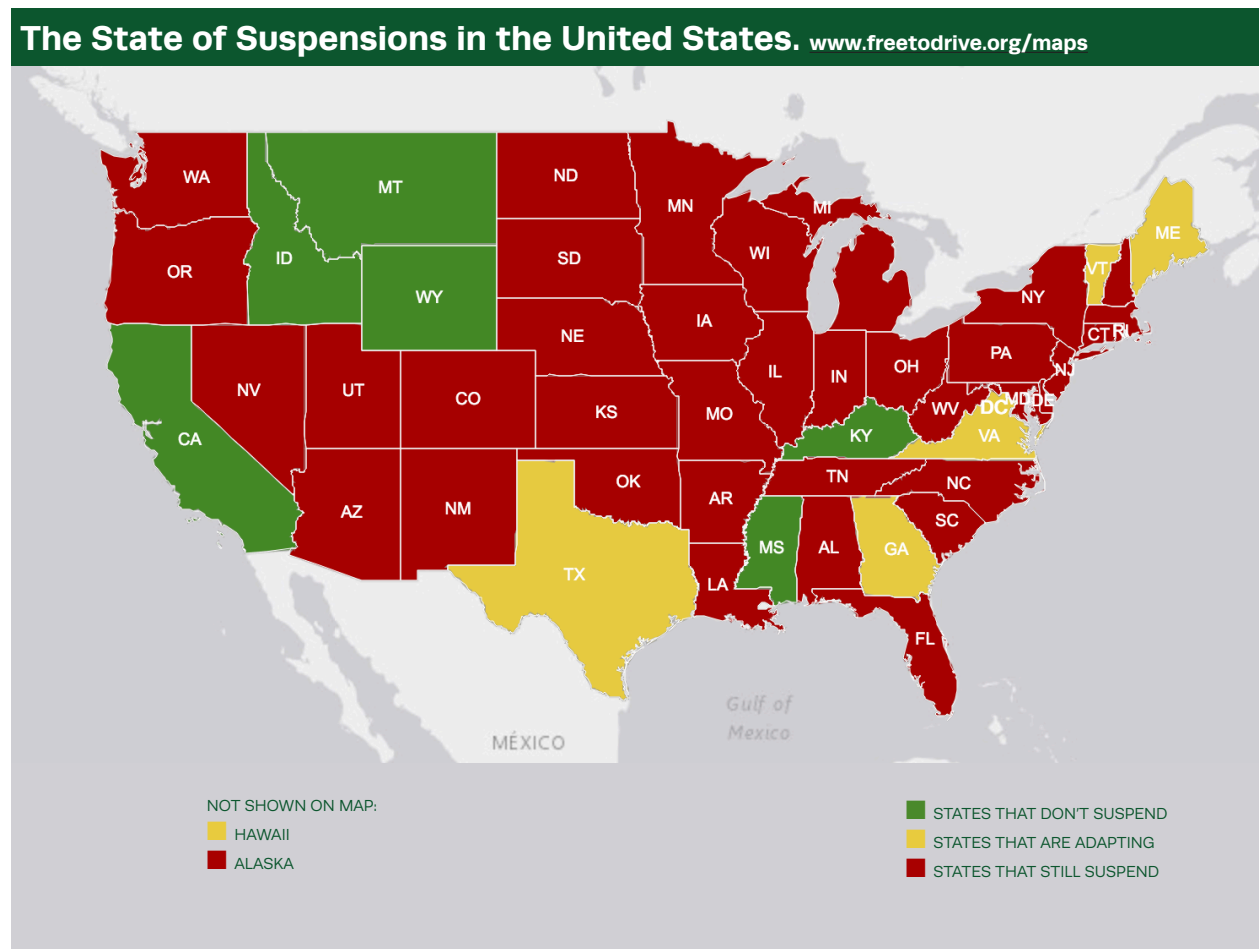 The State of Suspensions in the United States. www.freetodrive.org/maps
WA
MT
ND
MN
MI
ME
OR
ID
SD
WI
VT
WY
NY
NE
IA
CT RI
NV
UT
CO
IL
IN
OH
PA
NJ
CA
KS
MO
WV
DC
MD
DE
KY
VA
AZ
NM
OK
AR
TN
NC
SC
MS
AL
GA
TX
LA
FL
Gulf of
Mexico
MÉXICO
NOT SHOWN ON MAP:
HAWAII
ALASKA
STATES THAT DON'T SUSPEND
STATES THAT ARE ADAPTING
STATES THAT STILL SUSPEND